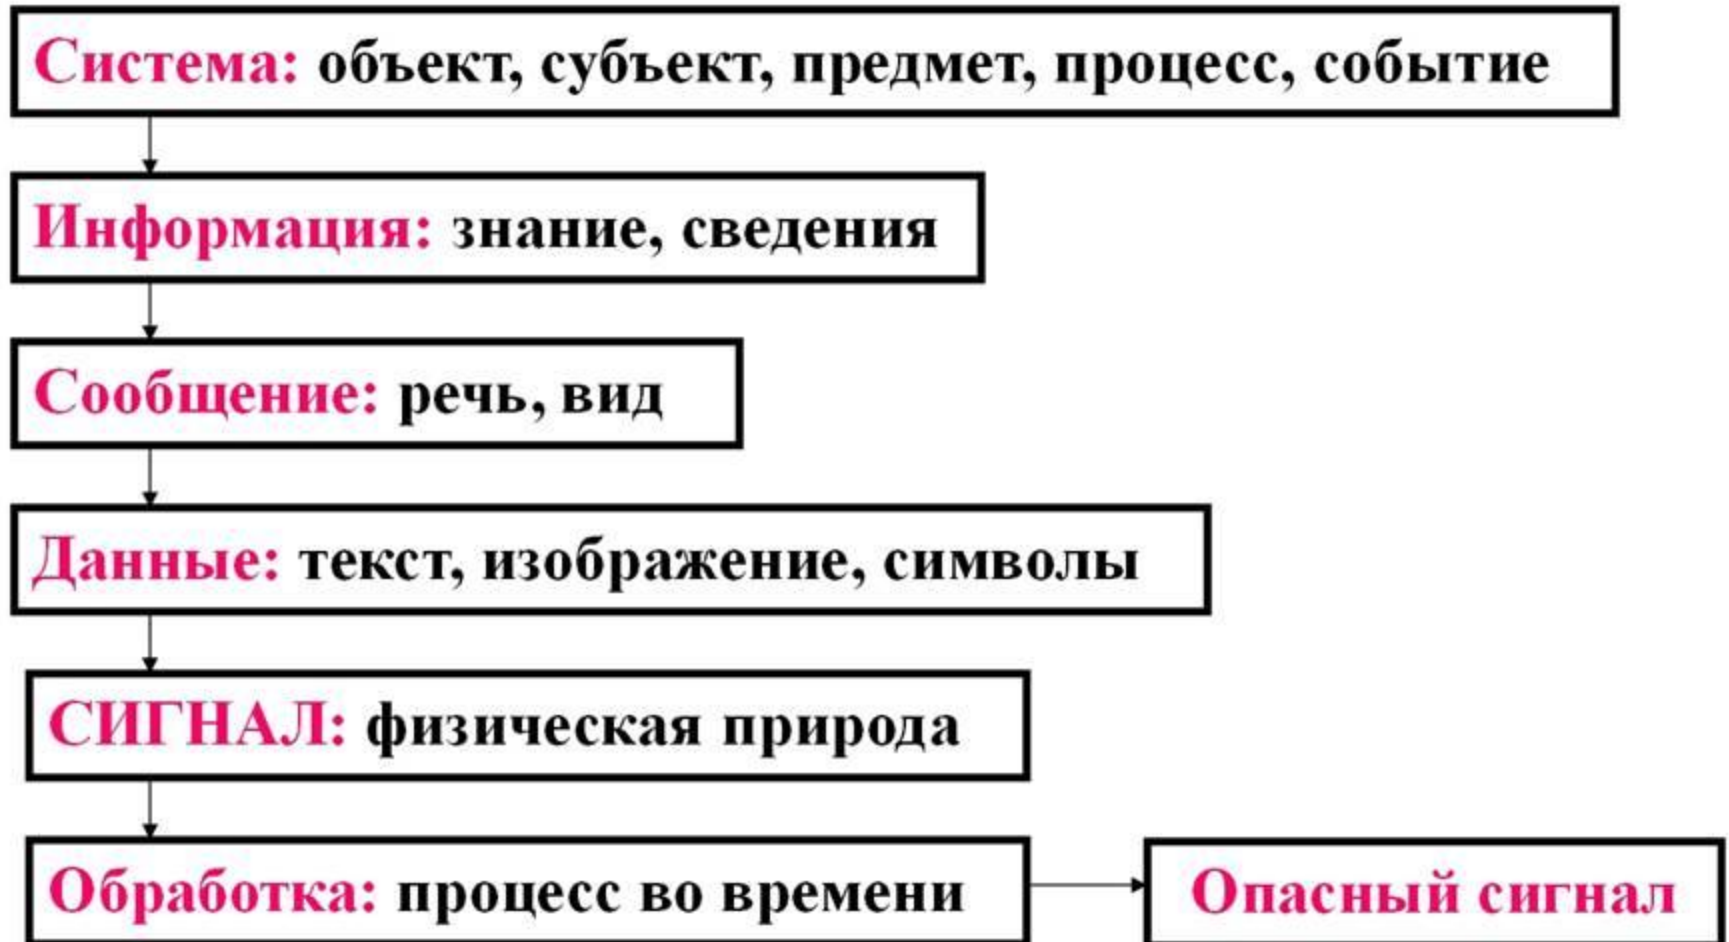 Система: объект, субъект, предмет, процесс, событие
Информация: знание, сведения
Сообщение: речь, вид
Данные: текст, изображение, символы
СИГНАЛ: физическая природа
Обработка: процесс во времени
Опасный сигнал